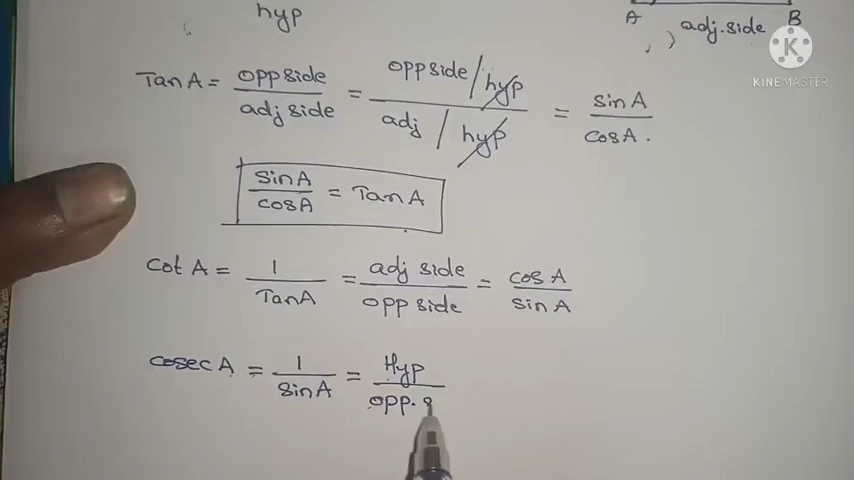 hyp
A adj.side B
KINEMASTER
Tan A = opp side / adj side = opp side / hyp / adj / hyp = sin A / cos A.
sin A / cos A = Tan A
cot A = 1 / Tan A = adj side / opp side = cos A / sin A
cosec A = 1 / sin A = Hyp / opp. s